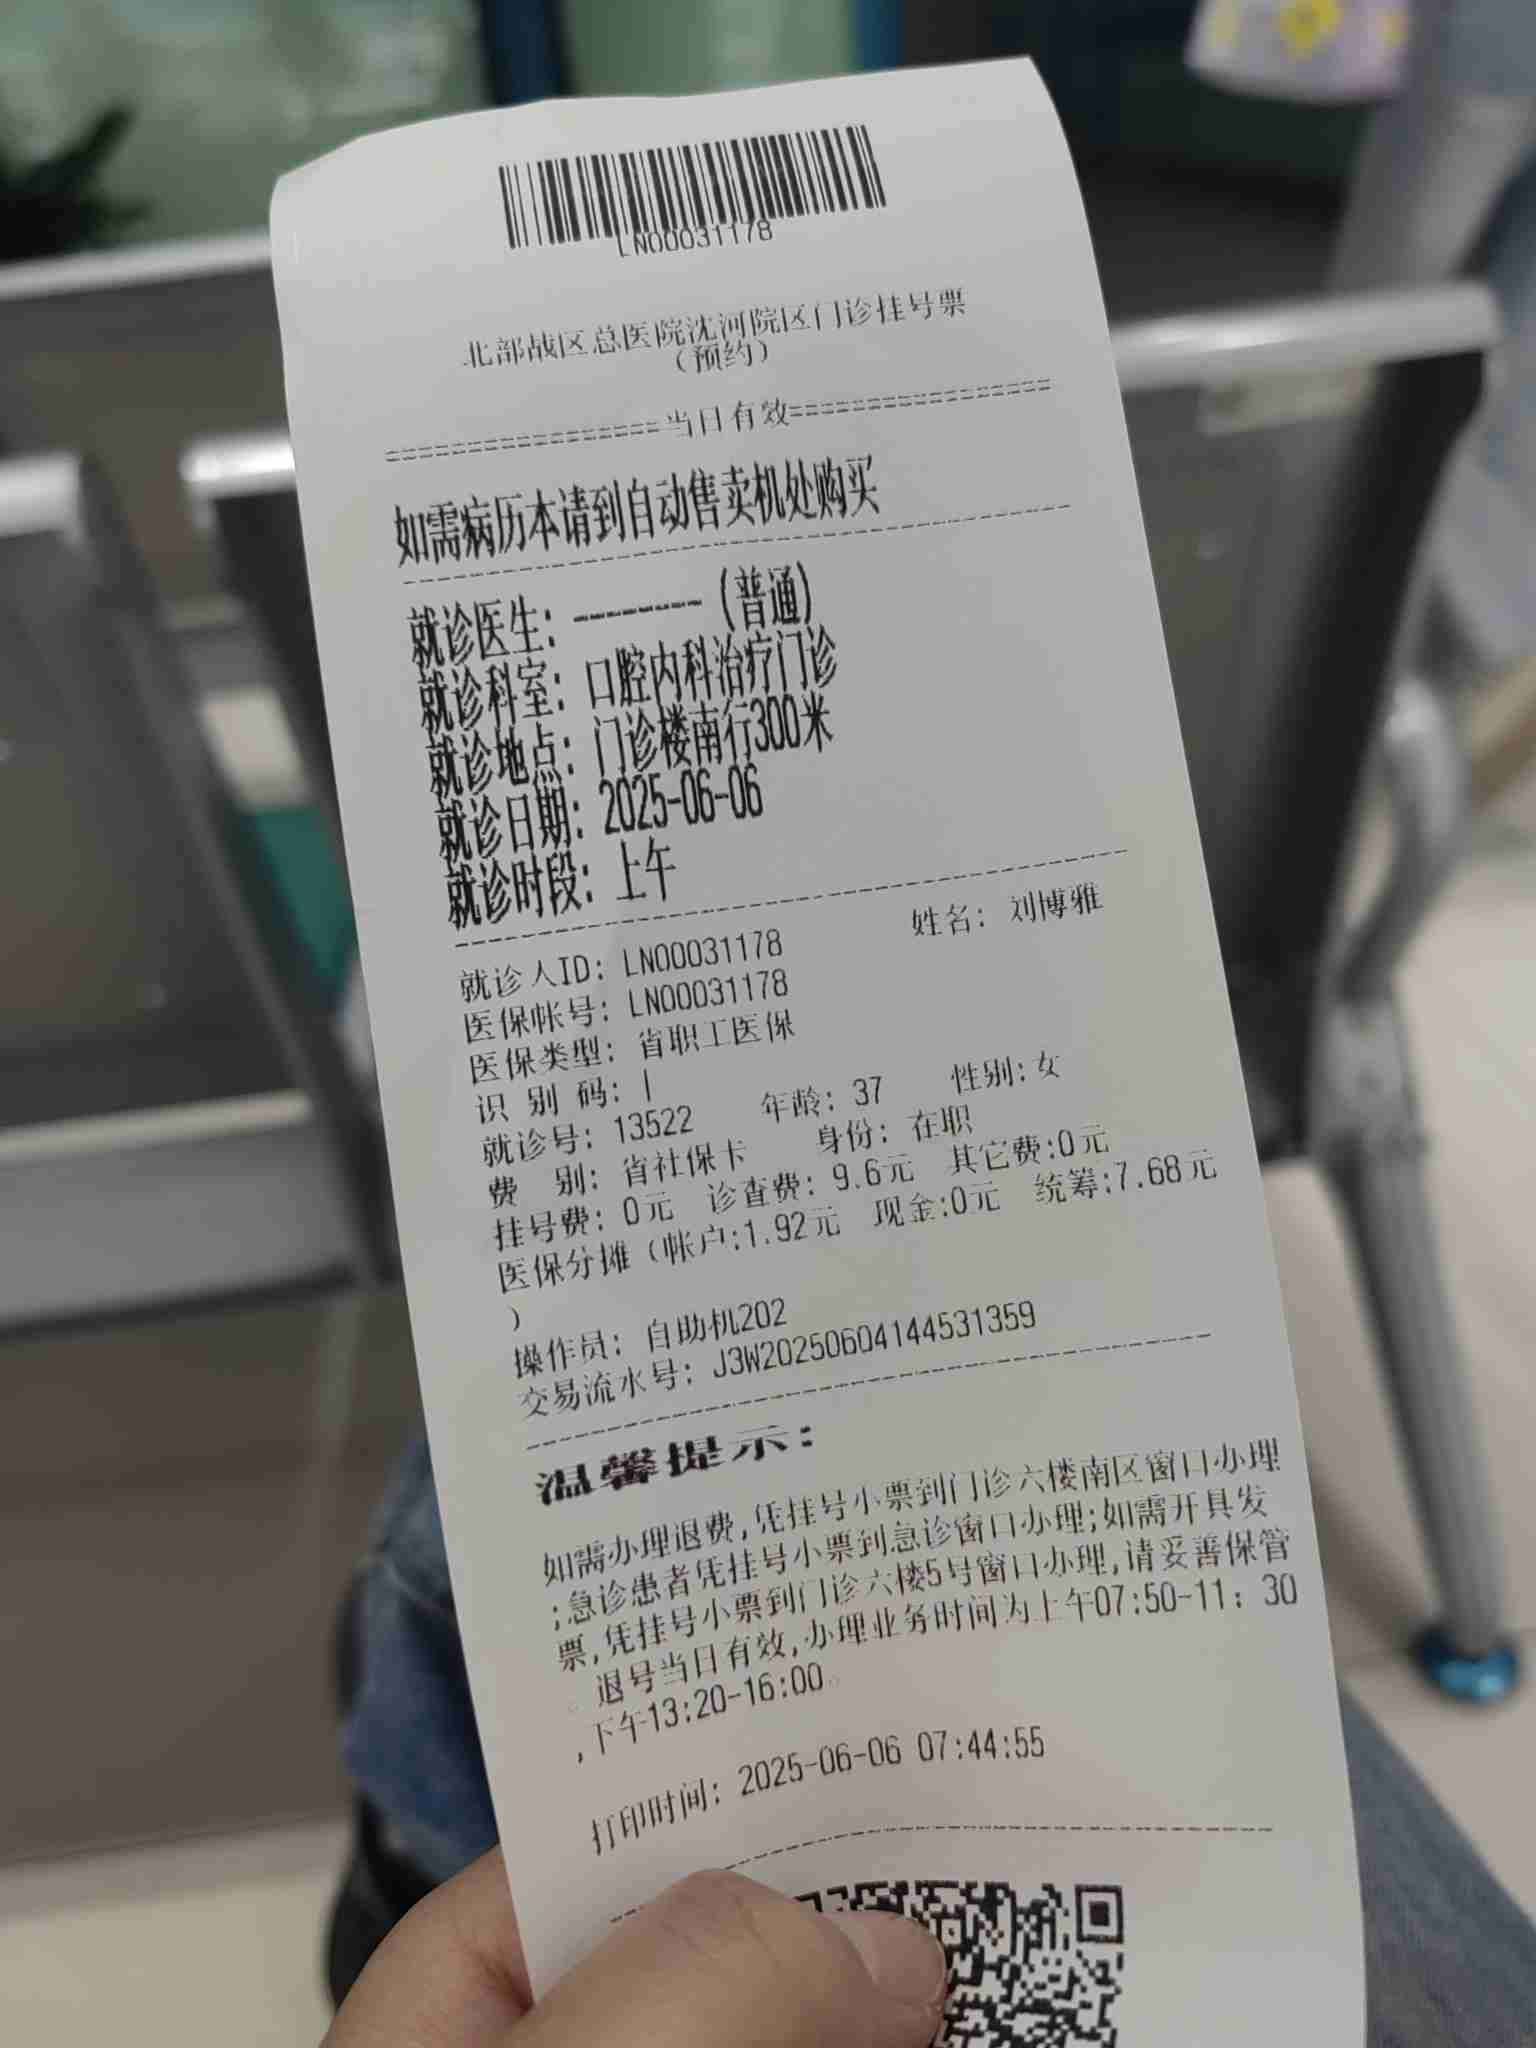 LN00031178
北部战区总医院沈河院区门诊挂号票
(预约)
=================当日有效=================
如需病历本请到自动售卖机处购买
就诊医生: -------- (普通)
就诊科室: 口腔内科治疗门诊
就诊地点: 门诊楼南行300米
就诊日期: 2025-06-06
就诊时段: 上午
就诊人ID: LN00031178 姓名: 刘博雅
医保帐号: LN00031178
医保类型: 省职工医保
识 别 码: |
就诊号: 13522 年龄: 37 性别:女
费 别: 省社保卡 身份: 在职
挂号费: 0元 诊查费: 9.6元 其它费:0元
医保分摊 (帐户:1.92元 现金:0元 统筹:7.68元
)
操作员: 自助机202
交易流水号: J3W20250604144531359
温馨提示:
如需办理退费,凭挂号小票到门诊六楼南区窗口办理
;急诊患者凭挂号小票到急诊窗口办理;如需开具发
票,凭挂号小票到门诊六楼5号窗口办理,请妥善保管
。退号当日有效,办理业务时间为上午07:50-11: 30
,下午13:20-16:00。
打印时间: 2025-06-06 07:44:55